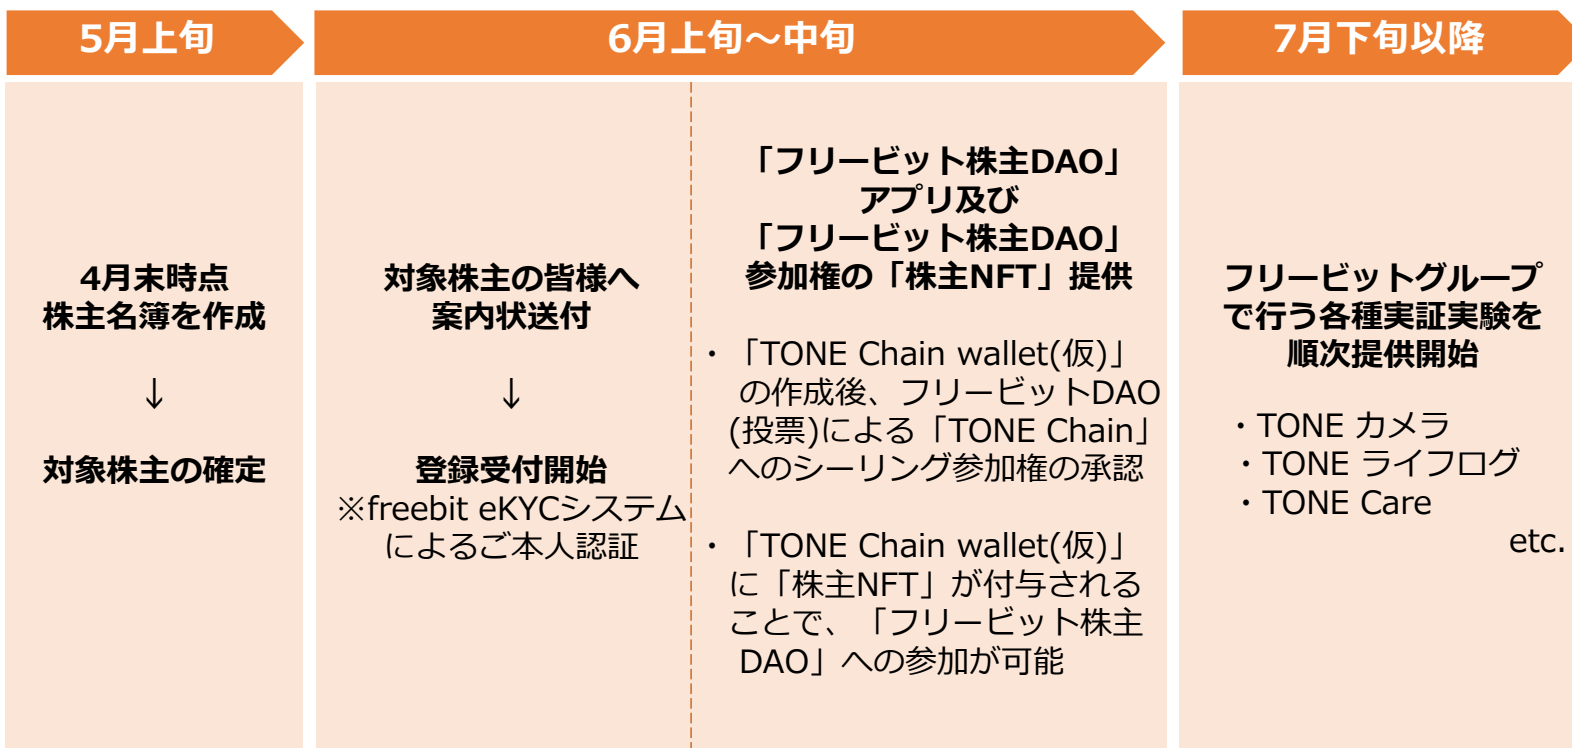 5月上旬
6月上旬～中旬
7月下旬以降
4月末時点
株主名簿を作成
↓
対象株主の確定
対象株主の皆様へ
案内状送付
↓
登録受付開始
※freebit eKYCシステム
によるご本人認証
「フリービット株主DAO」
アプリ及び
「フリービット株主DAO」
参加権の「株主NFT」提供
・「TONE Chain wallet(仮)」
の作成後、フリービットDAO
(投票)による「TONE Chain」
へのシーリング参加権の承認
・「TONE Chain wallet(仮)」
に「株主NFT」が付与される
ことで、「フリービット株主
DAO」への参加が可能
フリービットグループ
で行う各種実証実験を
順次提供開始
・TONE カメラ
・TONE ライフログ
・TONE Care
etc.